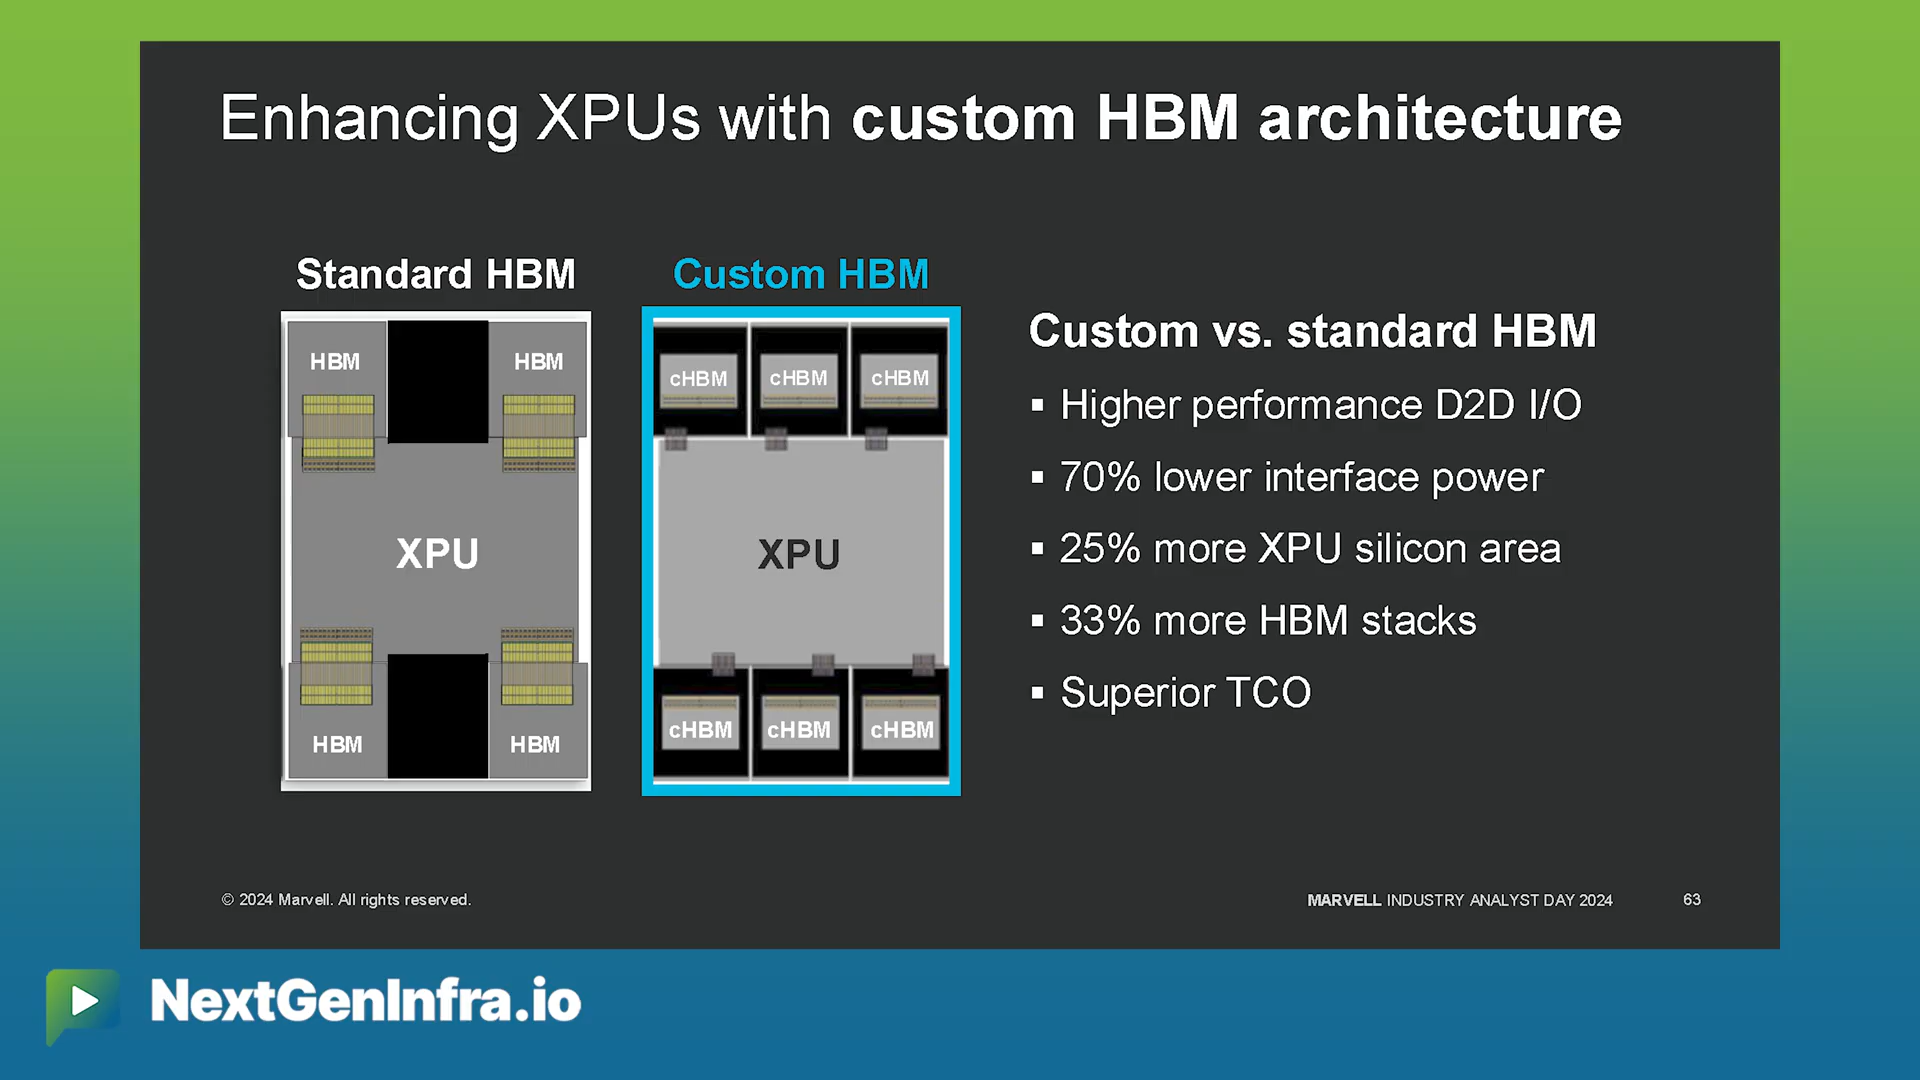 Enhancing XPUs with custom HBM architecture
Standard HBM
Custom HBM
HBM
HBM
XPU
HBM
HBM
cHBM
cHBM
cHBM
XPU
cHBM
cHBM
cHBM
Custom vs. standard HBM
▪ Higher performance D2D I/O
▪ 70% lower interface power
▪ 25% more XPU silicon area
▪ 33% more HBM stacks
▪ Superior TCO
© 2024 Marvell. All rights reserved.
MARVELL INDUSTRY ANALYST DAY 2024
63
NextGenInfra.io